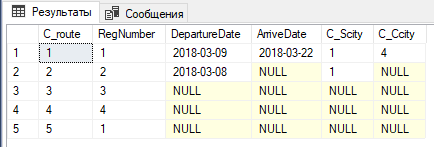 Результаты Сообщения
C_route RegNumber DepartureDate ArriveDate C_Scity C_Ccity
1 1 1 2018-03-09 2018-03-22 1 4
2 2 2 2018-03-08 NULL 1 NULL
3 3 3 NULL NULL NULL NULL
4 4 4 NULL NULL NULL NULL
5 5 1 NULL NULL NULL NULL